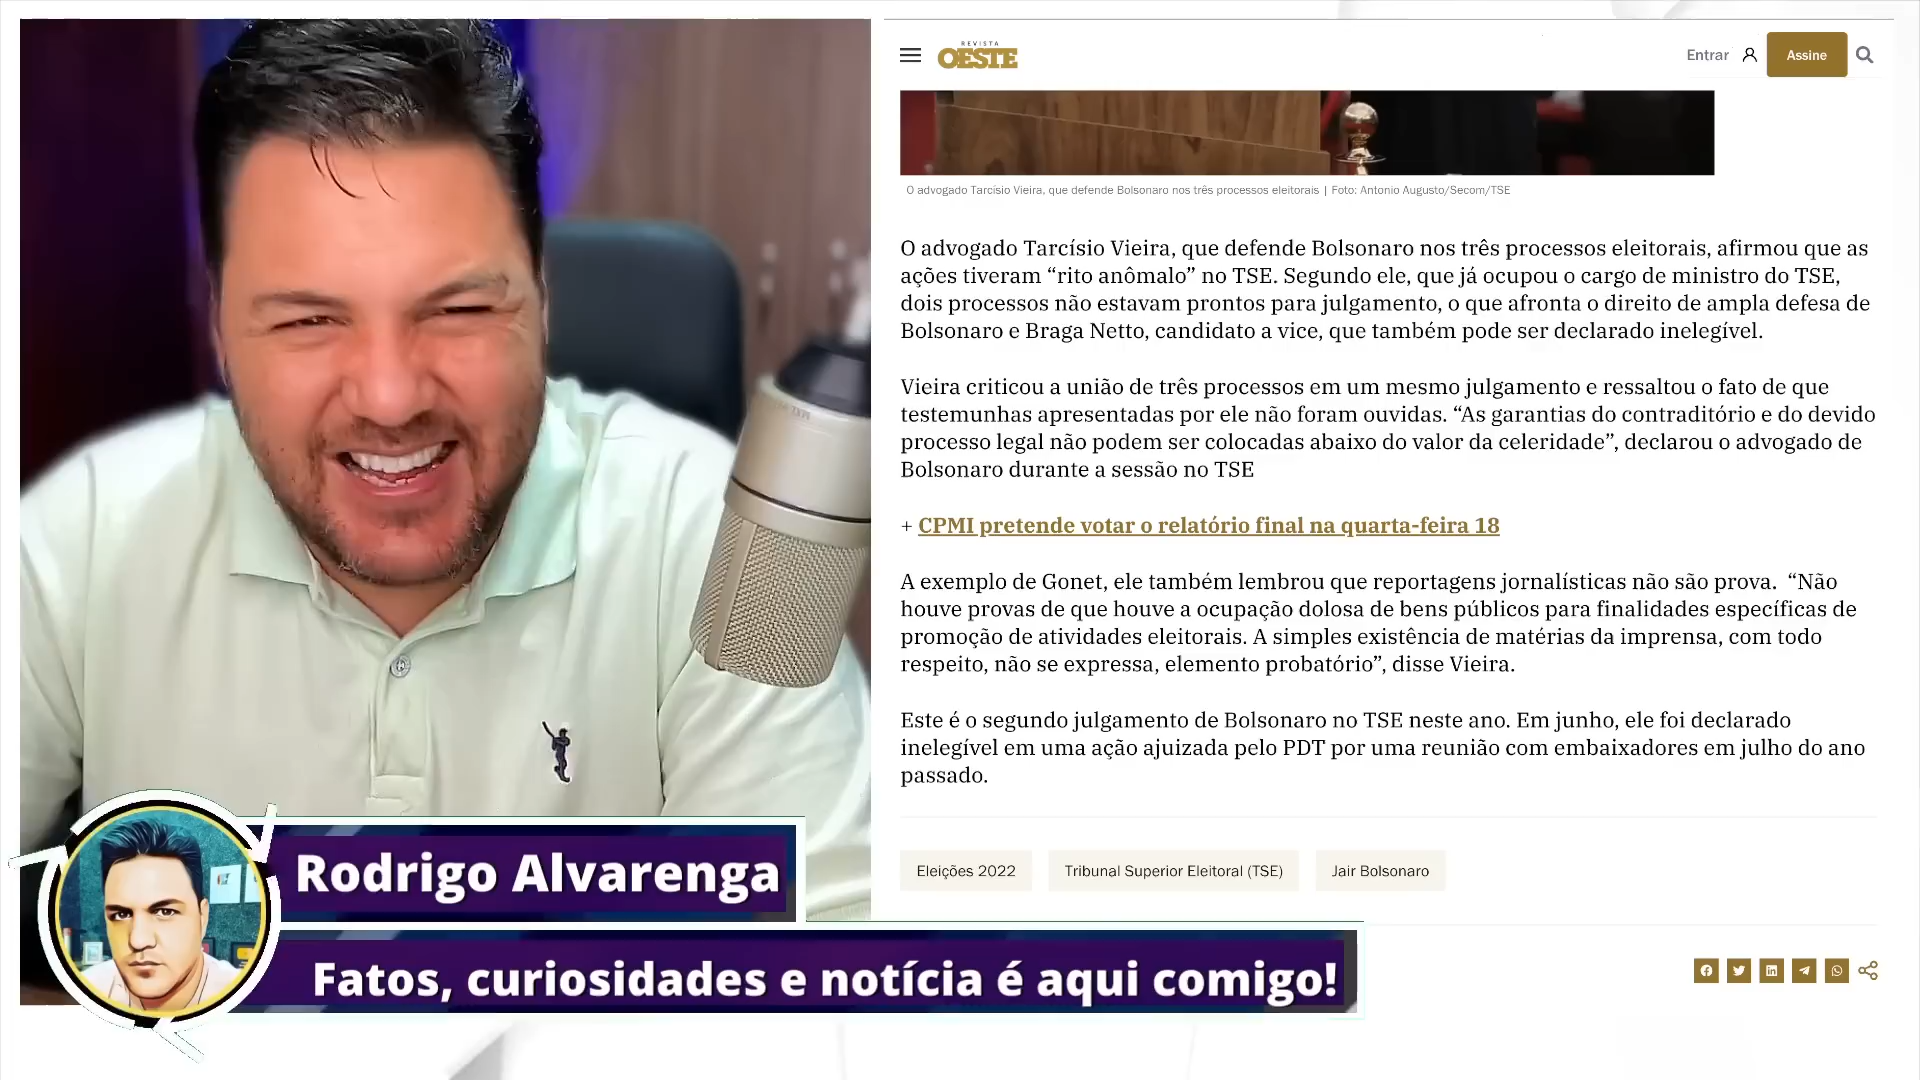 REVISTA
OESTE
Entrar
Assine
O advogado Tarcísio Vieira, que defende Bolsonaro nos três processos eleitorais | Foto: Antonio Augusto/Secom/TSE
O advogado Tarcísio Vieira, que defende Bolsonaro nos três processos eleitorais, afirmou que as
ações tiveram “rito anômalo” no TSE. Segundo ele, que já ocupou o cargo de ministro do TSE,
dois processos não estavam prontos para julgamento, o que afronta o direito de ampla defesa de
Bolsonaro e Braga Netto, candidato a vice, que também pode ser declarado inelegível.
Vieira criticou a união de três processos em um mesmo julgamento e ressaltou o fato de que
testemunhas apresentadas por ele não foram ouvidas. “As garantias do contraditório e do devido
processo legal não podem ser colocadas abaixo do valor da celeridade”, declarou o advogado de
Bolsonaro durante a sessão no TSE
+ CPMI pretende votar o relatório final na quarta-feira 18
A exemplo de Gonet, ele também lembrou que reportagens jornalísticas não são prova. “Não
houve provas de que houve a ocupação dolosa de bens públicos para finalidades específicas de
promoção de atividades eleitorais. A simples existência de matérias da imprensa, com todo
respeito, não se expressa, elemento probatório”, disse Vieira.
Este é o segundo julgamento de Bolsonaro no TSE neste ano. Em junho, ele foi declarado
inelegível em uma ação ajuizada pelo PDT por uma reunião com embaixadores em julho do ano
passado.
Eleições 2022
Tribunal Superior Eleitoral (TSE)
Jair Bolsonaro
Rodrigo Alvarenga
Fatos, curiosidades e notícia é aqui comigo!